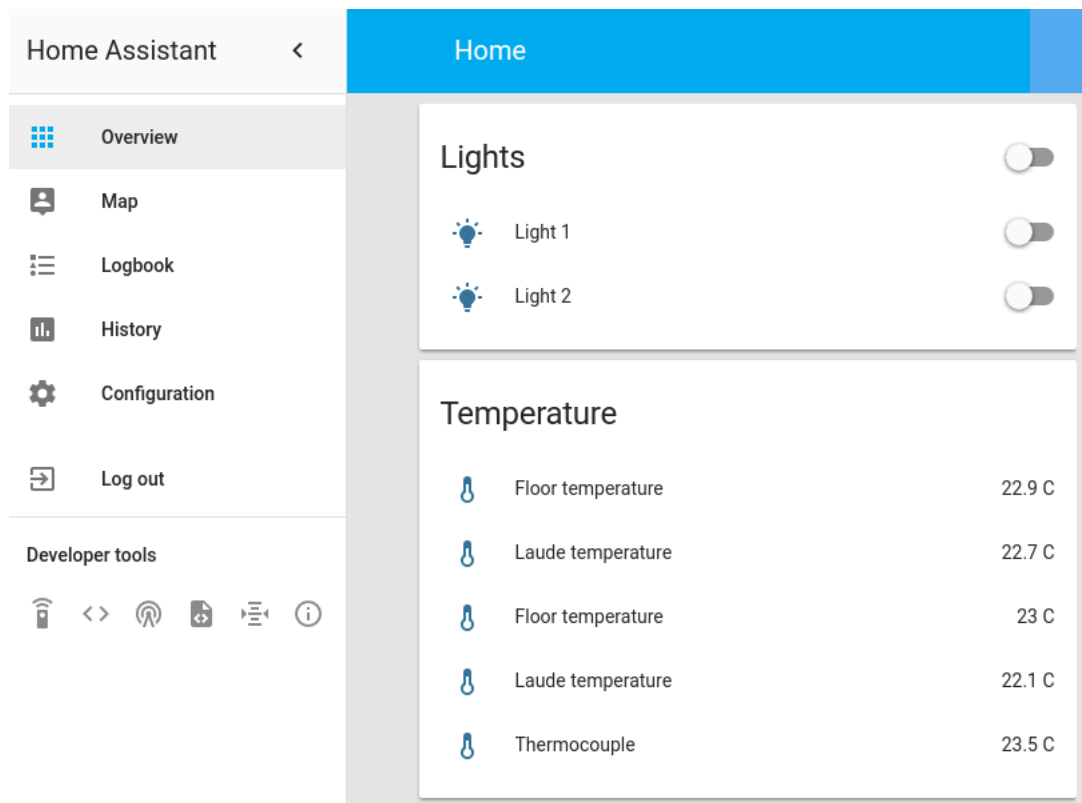 Home Assistant
Overview
Map
Logbook
History
Configuration
Log out
Developer tools
Home
Lights
Light 1
Light 2
Temperature
Floor temperature 22.9 C
Laude temperature 22.7 C
Floor temperature 23 C
Laude temperature 22.1 C
Thermocouple 23.5 C